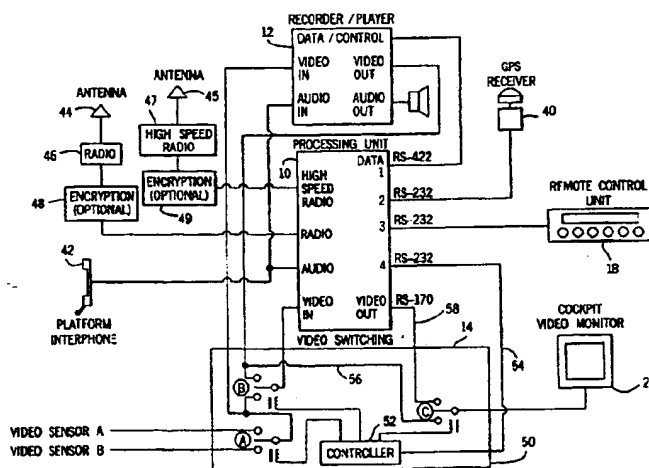 RECORDER / PLAYER
12
DATA / CONTROL
VIDEO IN
VIDEO OUT
AUDIO IN
AUDIO OUT
ANTENNA
44
ANTENNA
45
47
HIGH SPEED RADIO
46
RADIO
ENCRYPTION (OPTIONAL)
48
ENCRYPTION (OPTIONAL)
49
GPS RECEIVER
40
PROCESSING UNIT
10
HIGH SPEED RADIO
RADIO
AUDIO
VIDEO IN
DATA
1
2
3
4
VIDEO OUT
RS-422
RS-232
RS-232
RS-232
RS-170
RFMOTE CONTROL UNIT
18
42
PLATFORM INTERPHONE
VIDEO SWITCHING
58
14
54
COCKPIT VIDEO MONITOR
2
56
B
C
A
52
CONTROLLER
50
VIDEO SENSOR A
VIDEO SENSOR B